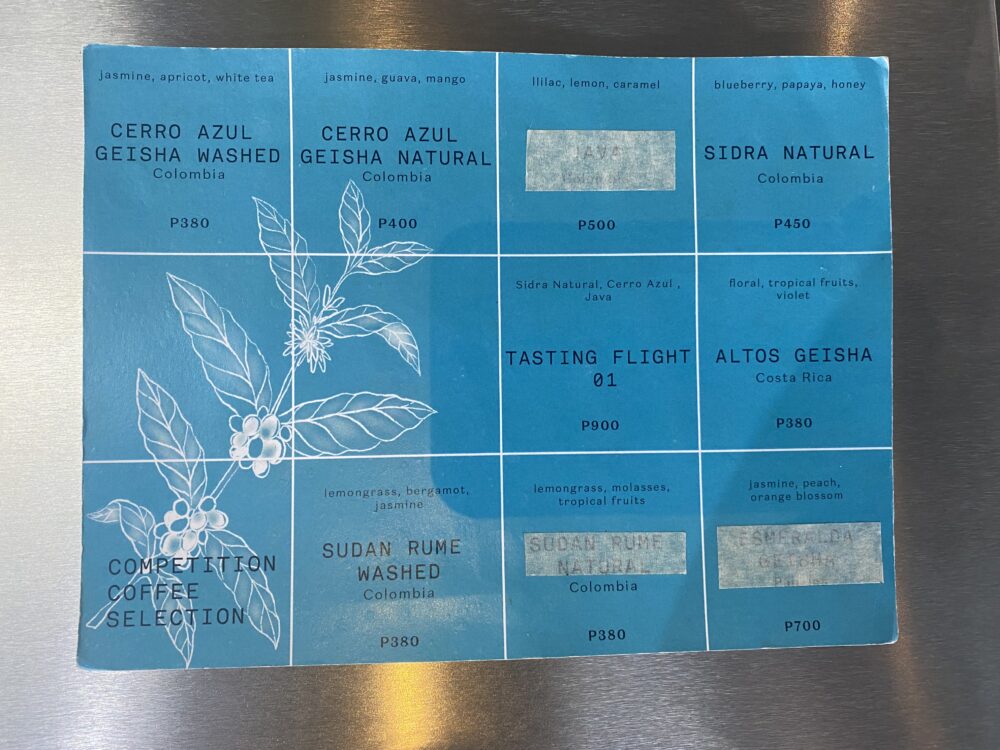 jasmine, apricot, white tea
CERRO AZUL
GEISHA WASHED
Colombia
P380
jasmine, guava, mango
CERRO AZUL
GEISHA NATURAL
Colombia
P400
llilac, lemon, caramel
JAVA
P500
blueberry, papaya, honey
SIDRA NATURAL
Colombia
P450
Sidra Natural, Cerro Azul ,
Java
TASTING FLIGHT
01
P900
floral, tropical fruits,
violet
ALTOS GEISHA
Costa Rica
P380
COMPETITION
COFFEE
SELECTION
lemongrass, bergamot,
jasmine
SUDAN RUME
WASHED
Colombia
P380
lemongrass, molasses,
tropical fruits
SUDAN RUME
NATURAL
Colombia
P380
jasmine, peach,
orange blossom
ESMERALDA
GEISHA
P700